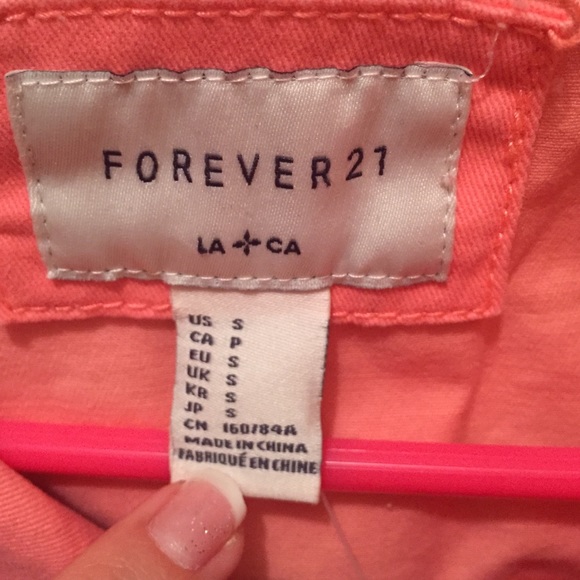 FOREVER 21
LA CA
US S
CA P
EU S
UK S
KR S
JP S
CN 160/84A
MADE IN CHINA
FABRIQUÉ EN CHINE